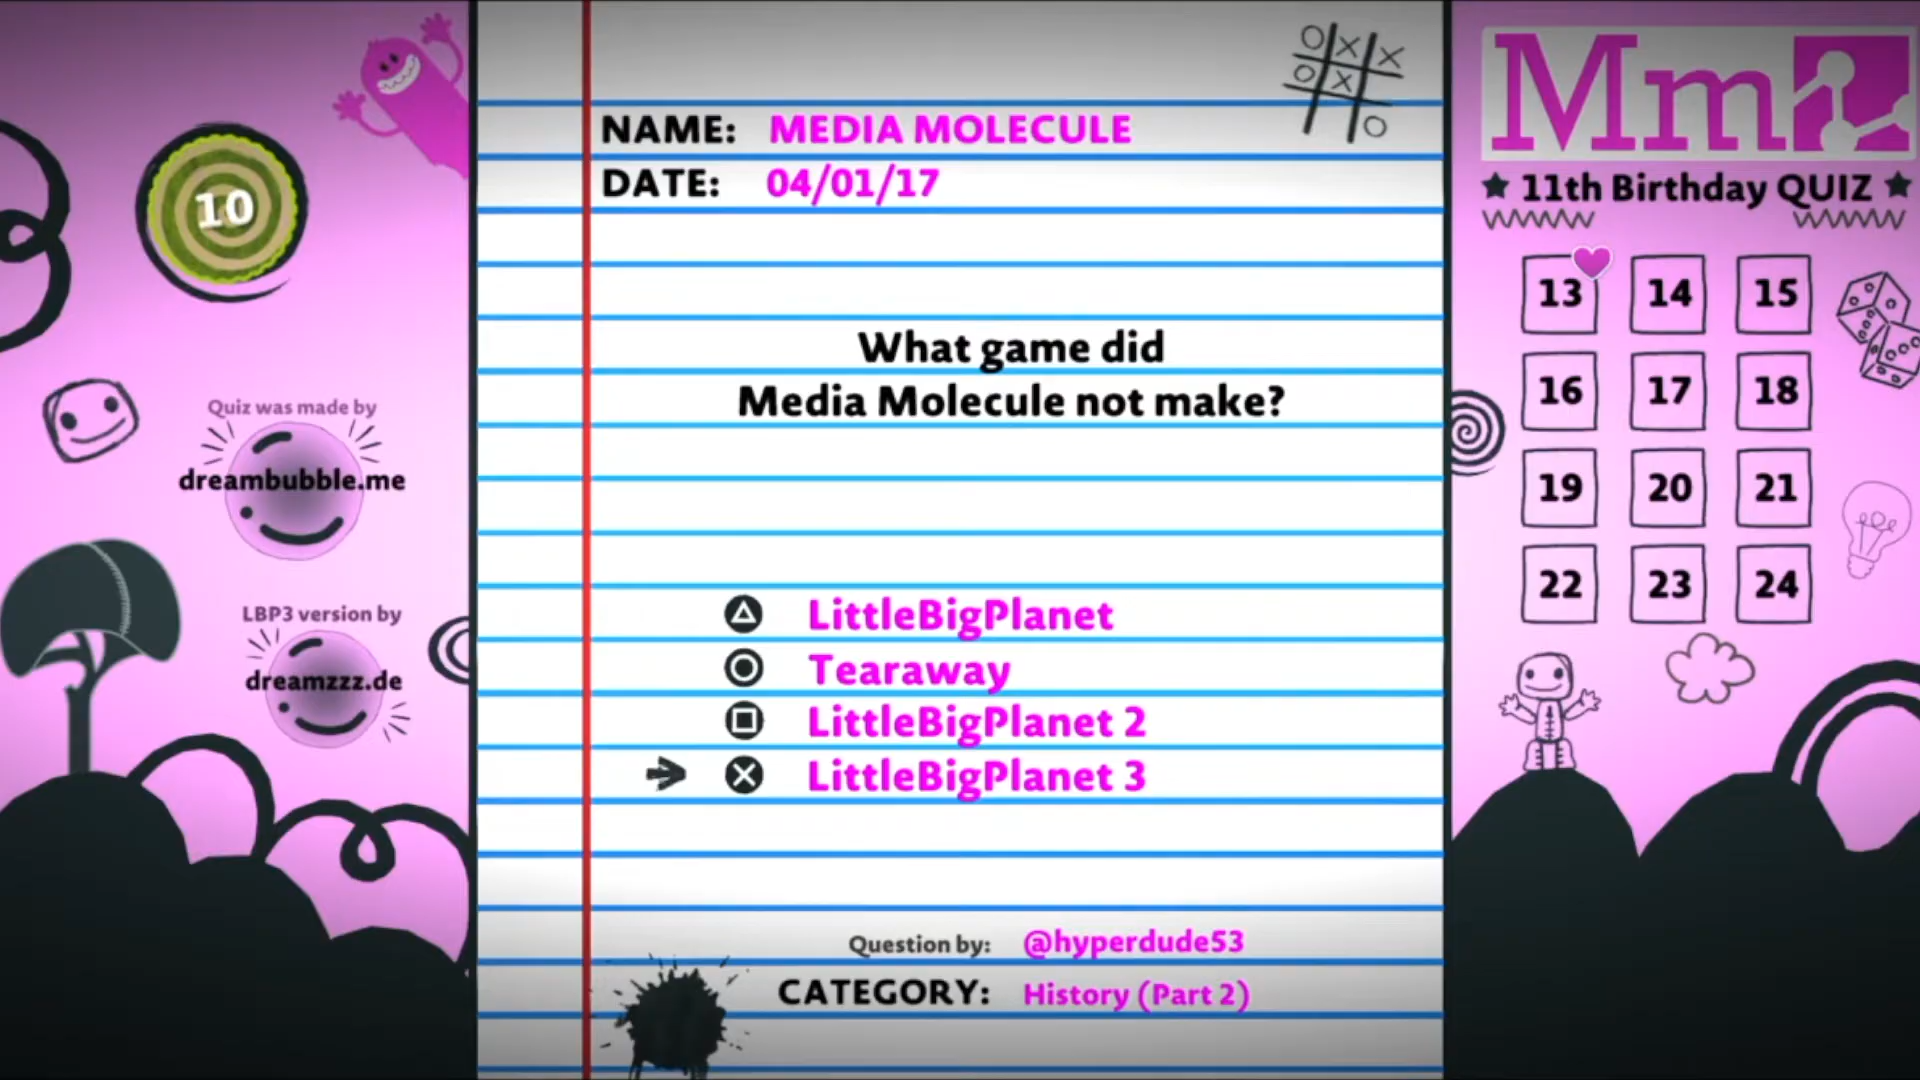 10
Quiz was made by
dreambubble.me
LBP3 version by
dreamzzz.de
NAME: MEDIA MOLECULE
DATE: 04/01/17
What game did
Media Molecule not make?
LittleBigPlanet
Tearaway
LittleBigPlanet 2
LittleBigPlanet 3
Question by: @hyperdude53
CATEGORY: History (Part 2)
Mm
11th Birthday QUIZ
13 14 15
16 17 18
19 20 21
22 23 24